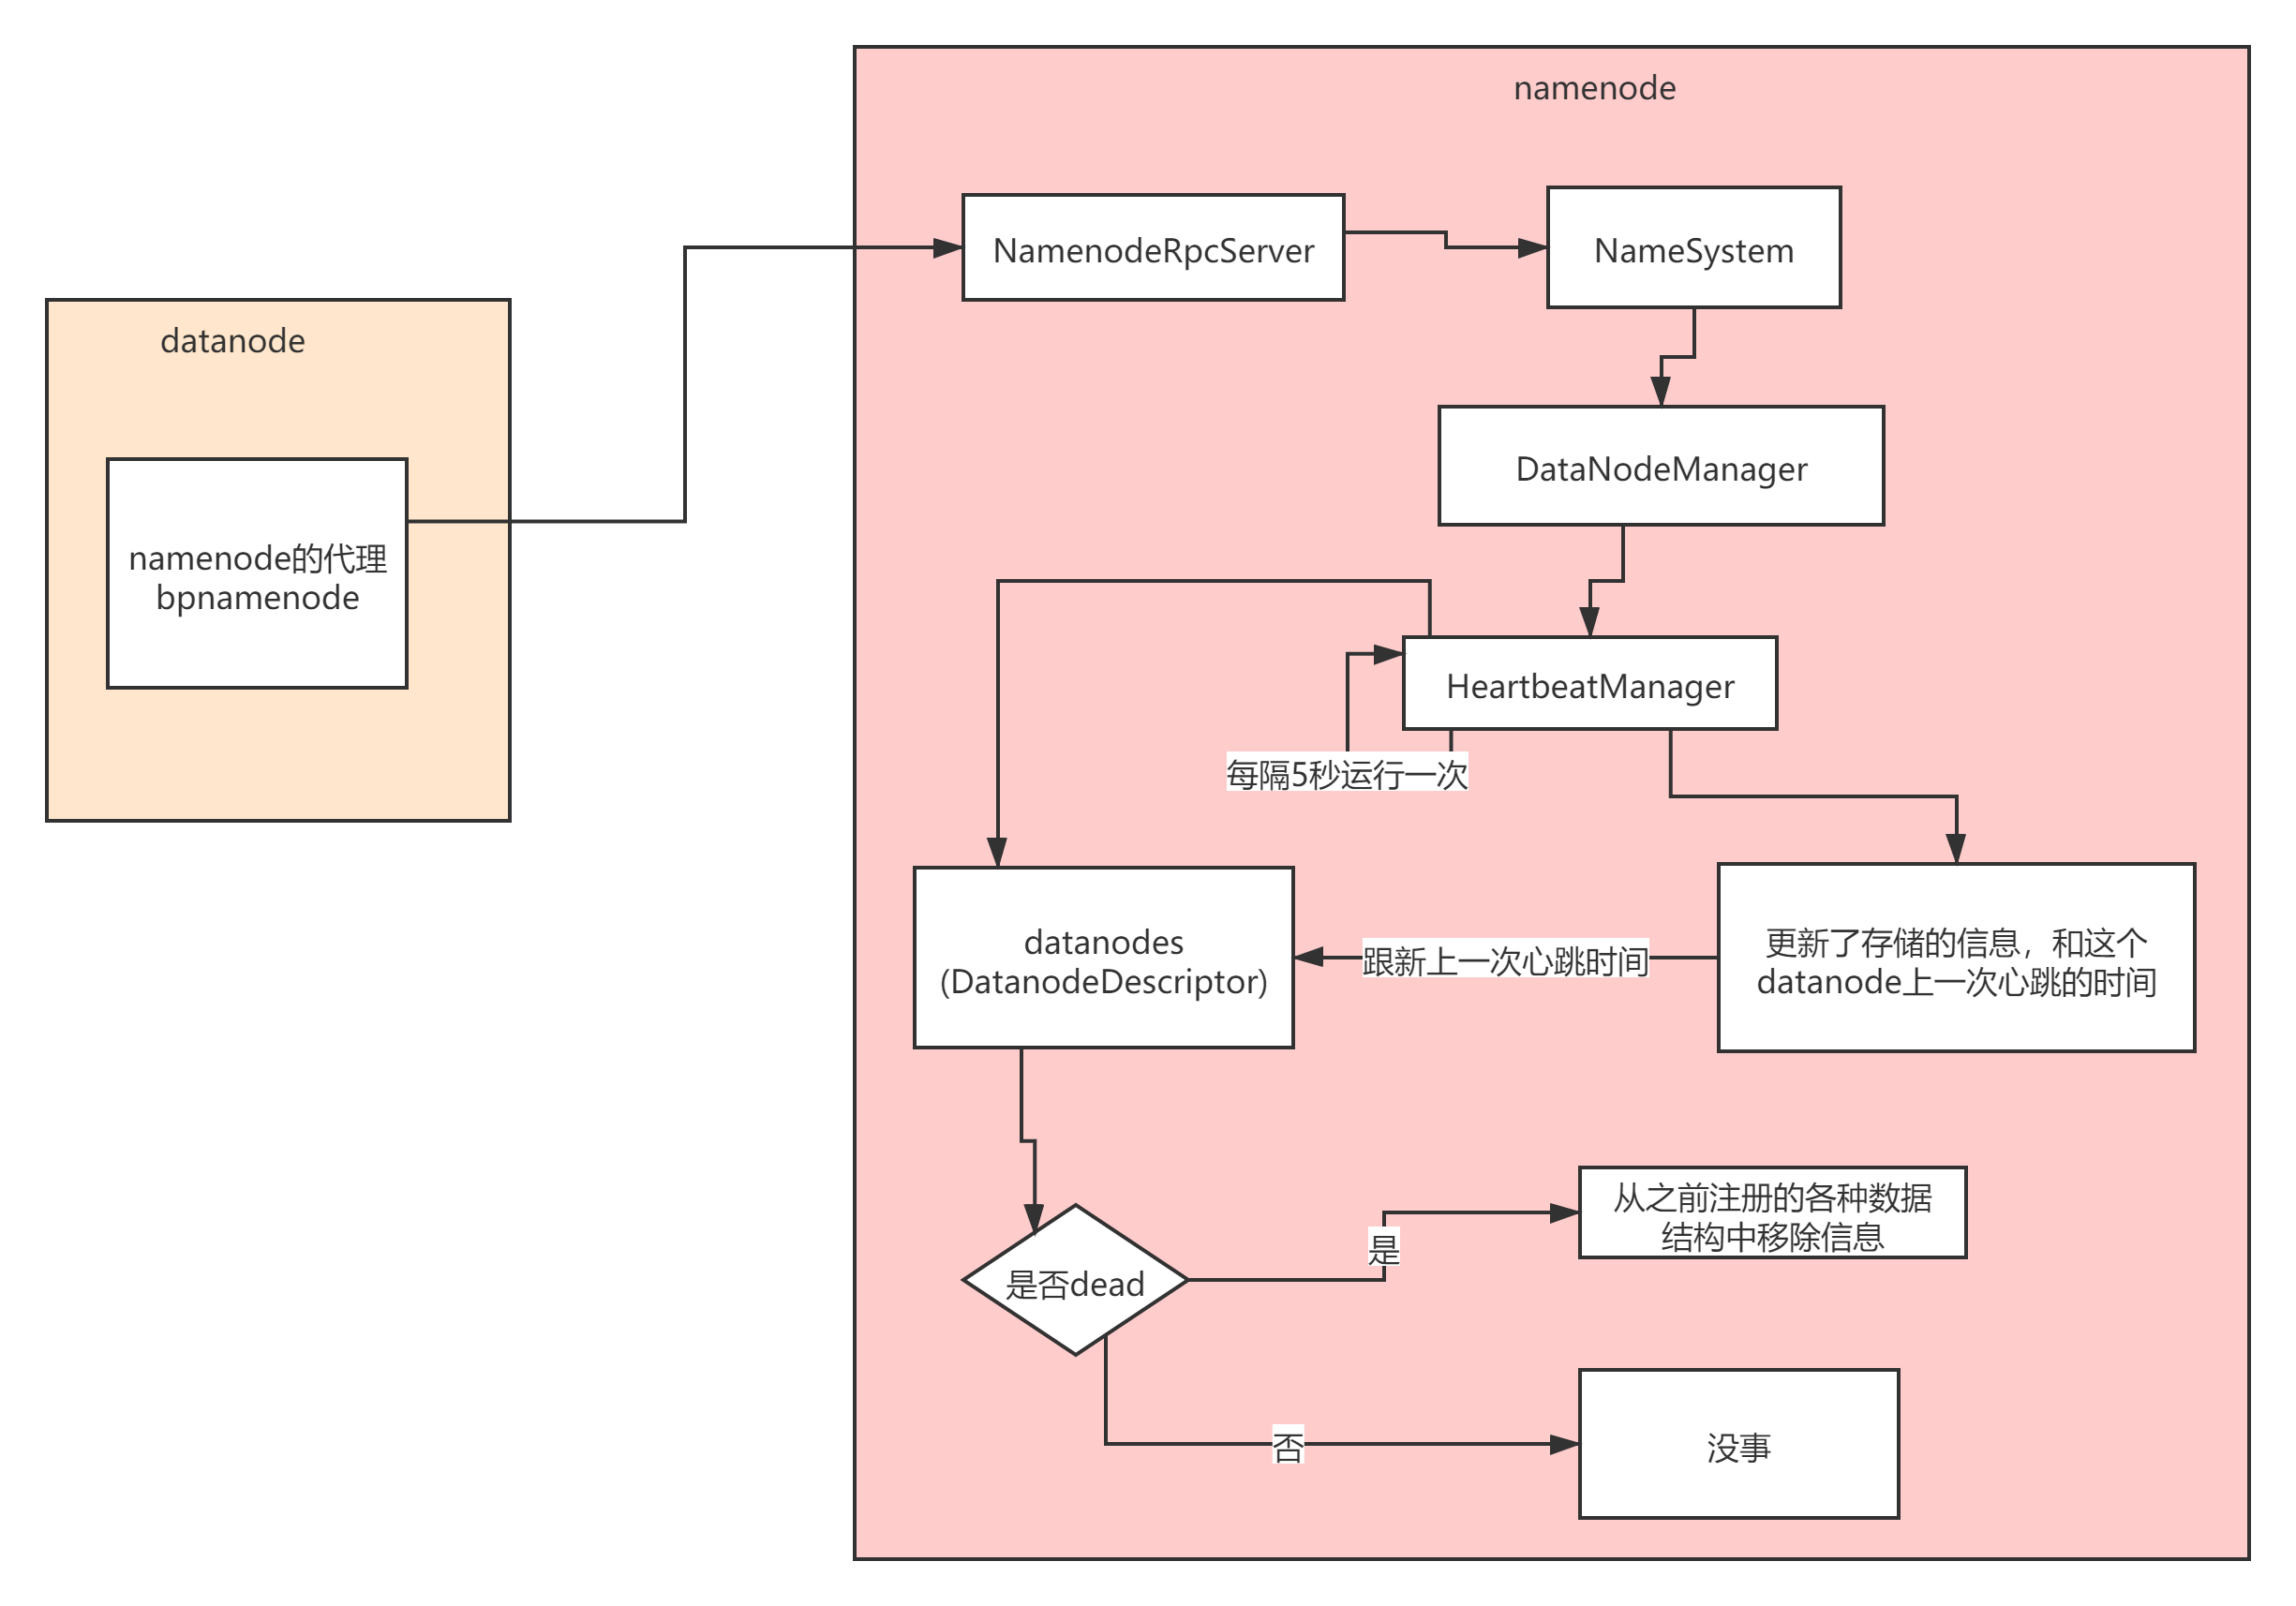 namenode
NamenodeRpcServer
NameSystem
datanode
DataNodeManager
namenode的代理
bpnamenode
HeartbeatManager
每隔5秒运行一次
datanodes
(DatanodeDescriptor)
跟新上一次心跳时间
更新了存储的信息，和这个
datanode上一次心跳的时间
从之前注册的各种数据
结构中移除信息
是
是否dead
否
没事